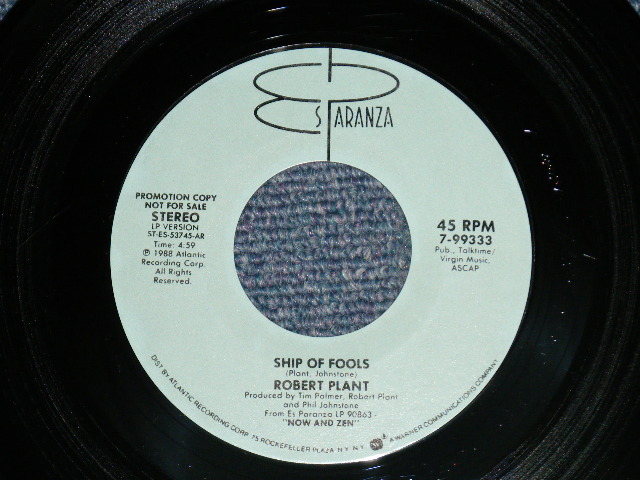 ES PARANZA
PROMOTION COPY
NOT FOR SALE
STEREO
LP VERSION
ST-ES-53745-AR
Time: 4:59
℗ 1988 Atlantic
Recording Corp.
All Rights
Reserved.
45 RPM
7-99333
Pub., Talktime/
Virgin Music,
ASCAP
SHIP OF FOOLS
(Plant, Johnstone)
ROBERT PLANT
Produced by Tim Palmer, Robert Plant
and Phil Johnstone
From Es Paranza LP 90863 -
"NOW AND ZEN"
DIST BY ATLANTIC RECORDING CORP. 75 ROCKEFELLER PLAZA N.Y. N.Y. A WARNER COMMUNICATIONS COMPANY